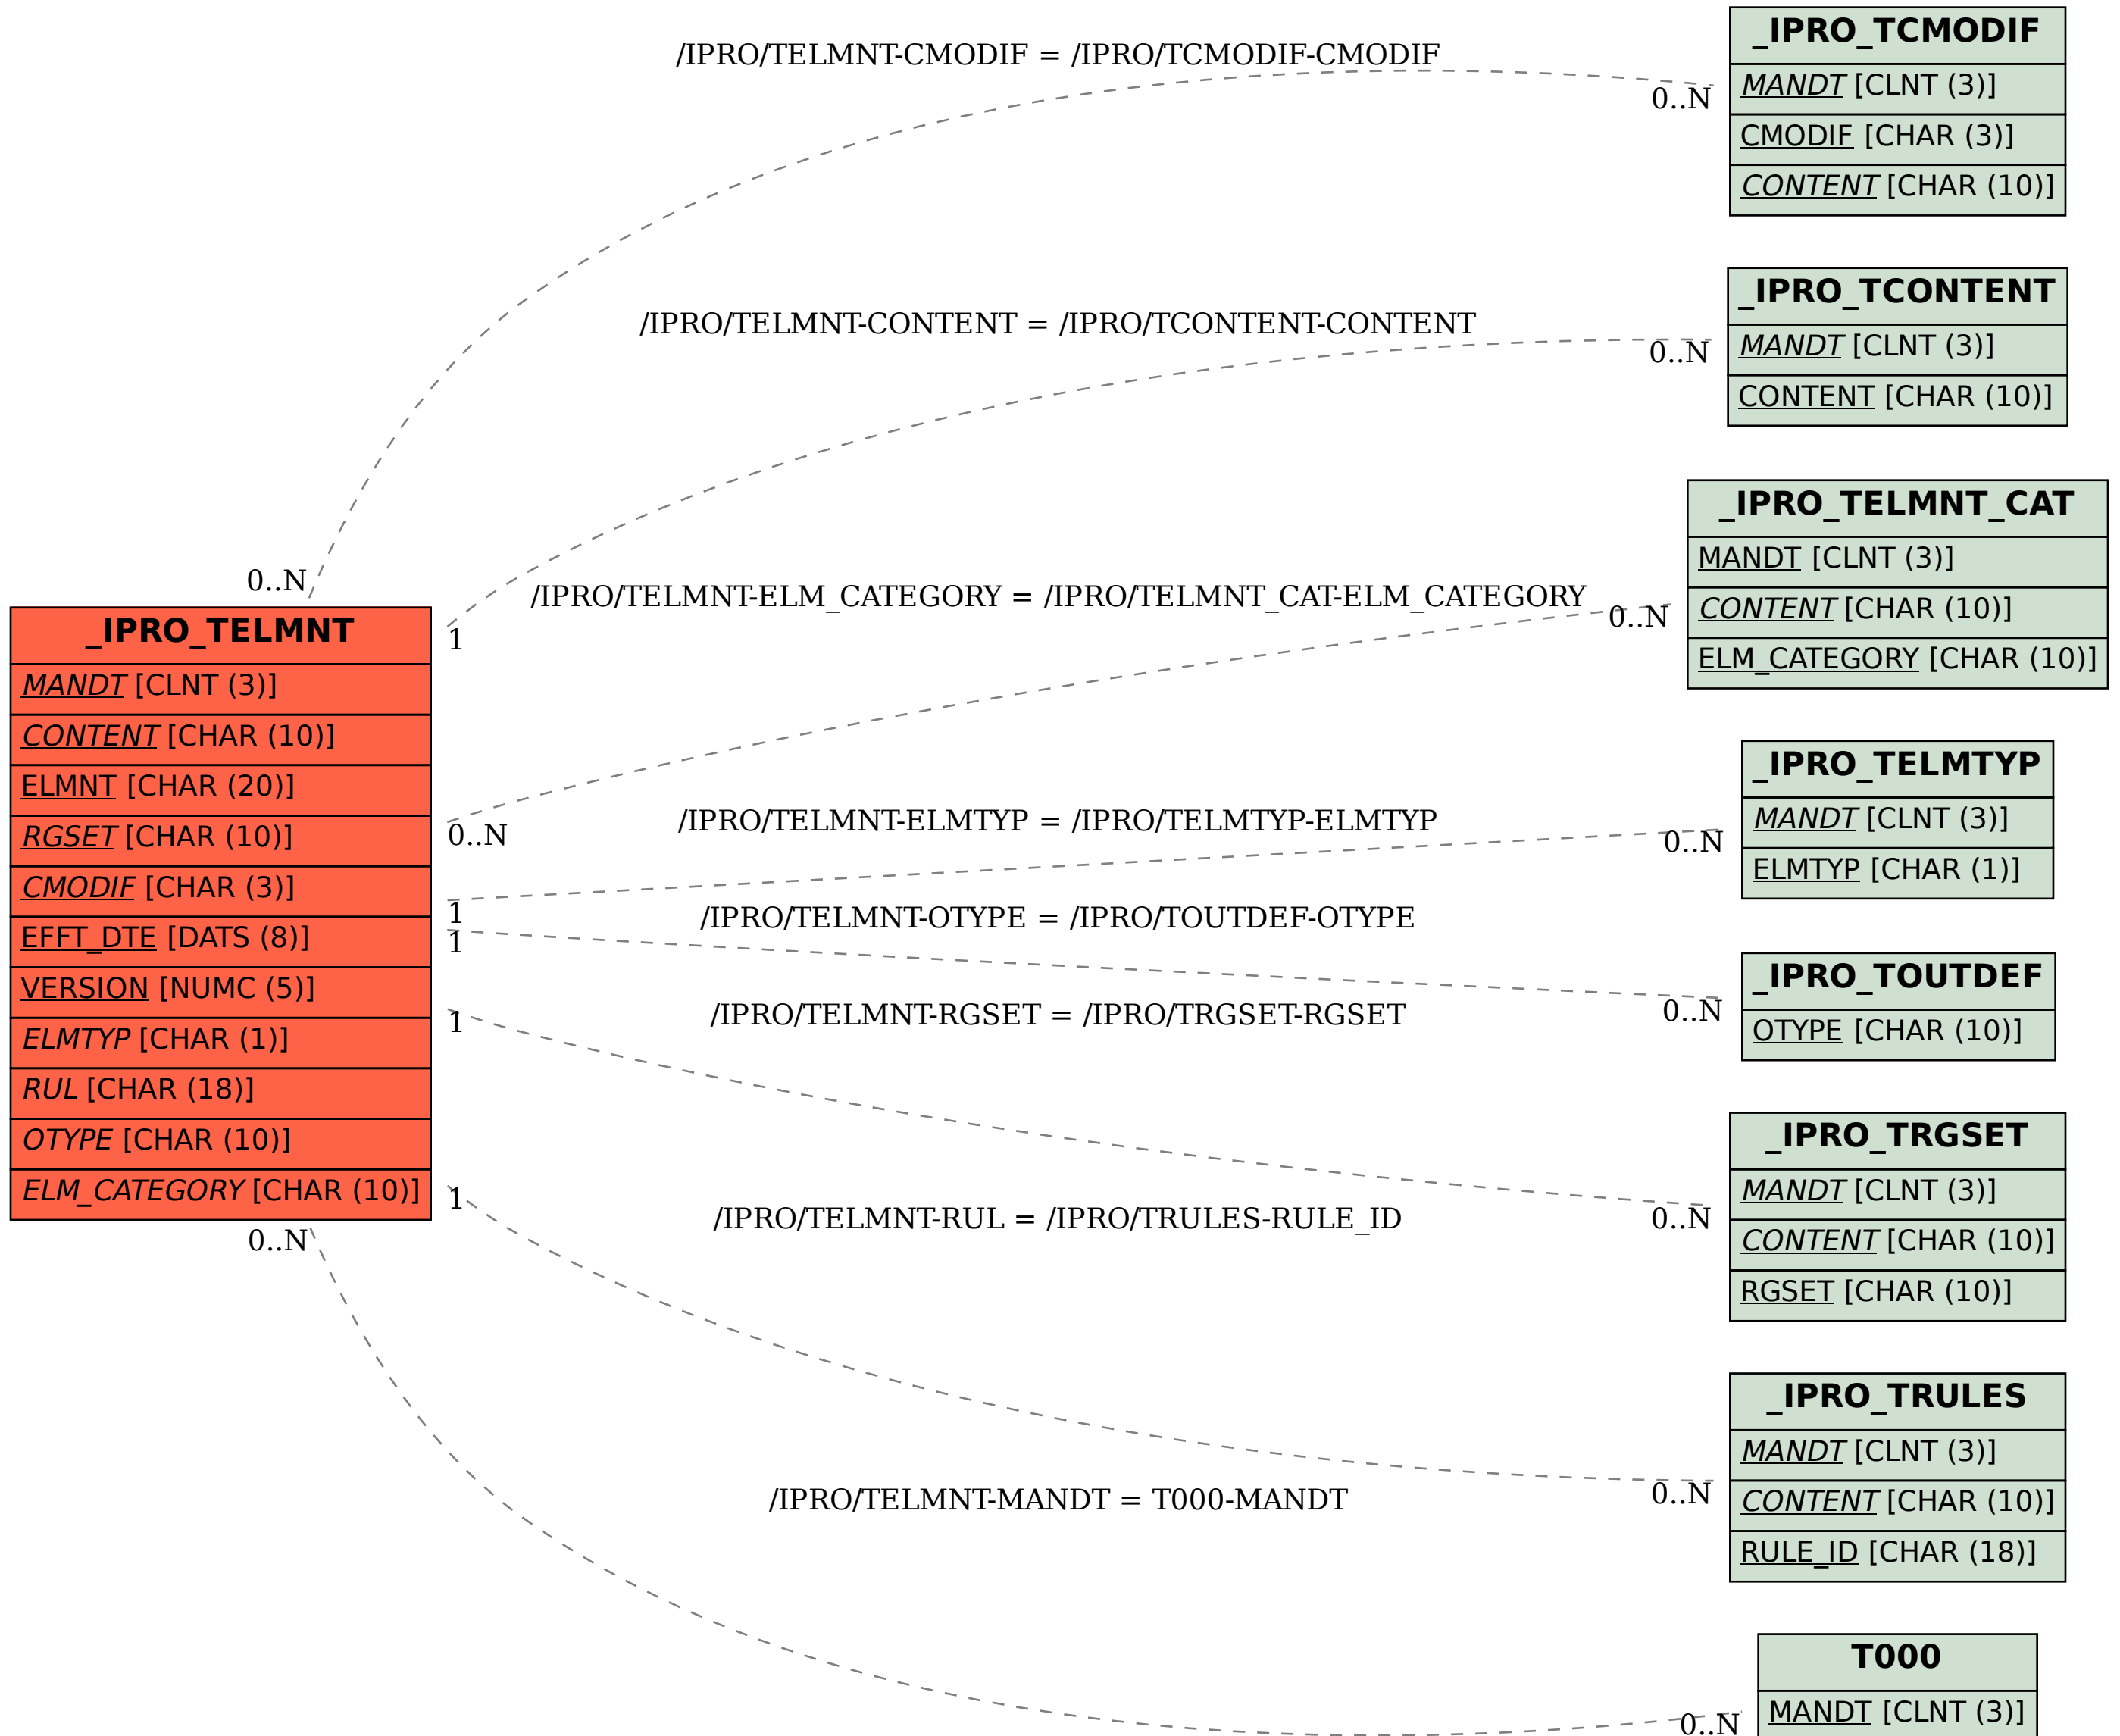 _IPRO_TCMODIF
MANDT [CLNT (3)]
CMODIF [CHAR (3)]
CONTENT [CHAR (10)]
/IPRO/TELMNT-CMODIF = /IPRO/TCMODIF-CMODIF
0..N
0..N
_IPRO_TCONTENT
MANDT [CLNT (3)]
CONTENT [CHAR (10)]
/IPRO/TELMNT-CONTENT = /IPRO/TCONTENT-CONTENT
0..N
1
_IPRO_TELMNT_CAT
MANDT [CLNT (3)]
CONTENT [CHAR (10)]
ELM_CATEGORY [CHAR (10)]
/IPRO/TELMNT-ELM_CATEGORY = /IPRO/TELMNT_CAT-ELM_CATEGORY
0..N
0..N
_IPRO_TELMNT
MANDT [CLNT (3)]
CONTENT [CHAR (10)]
ELMNT [CHAR (20)]
RGSET [CHAR (10)]
CMODIF [CHAR (3)]
EFFT_DTE [DATS (8)]
VERSION [NUMC (5)]
ELMTYP [CHAR (1)]
RUL [CHAR (18)]
OTYPE [CHAR (10)]
ELM_CATEGORY [CHAR (10)]
_IPRO_TELMTYP
MANDT [CLNT (3)]
ELMTYP [CHAR (1)]
/IPRO/TELMNT-ELMTYP = /IPRO/TELMTYP-ELMTYP
0..N
1
/IPRO/TELMNT-OTYPE = /IPRO/TOUTDEF-OTYPE
1
0..N
_IPRO_TOUTDEF
OTYPE [CHAR (10)]
/IPRO/TELMNT-RGSET = /IPRO/TRGSET-RGSET
1
0..N
_IPRO_TRGSET
MANDT [CLNT (3)]
CONTENT [CHAR (10)]
RGSET [CHAR (10)]
/IPRO/TELMNT-RUL = /IPRO/TRULES-RULE_ID
1
0..N
_IPRO_TRULES
MANDT [CLNT (3)]
CONTENT [CHAR (10)]
RULE_ID [CHAR (18)]
/IPRO/TELMNT-MANDT = T000-MANDT
0..N
0..N
T000
MANDT [CLNT (3)]